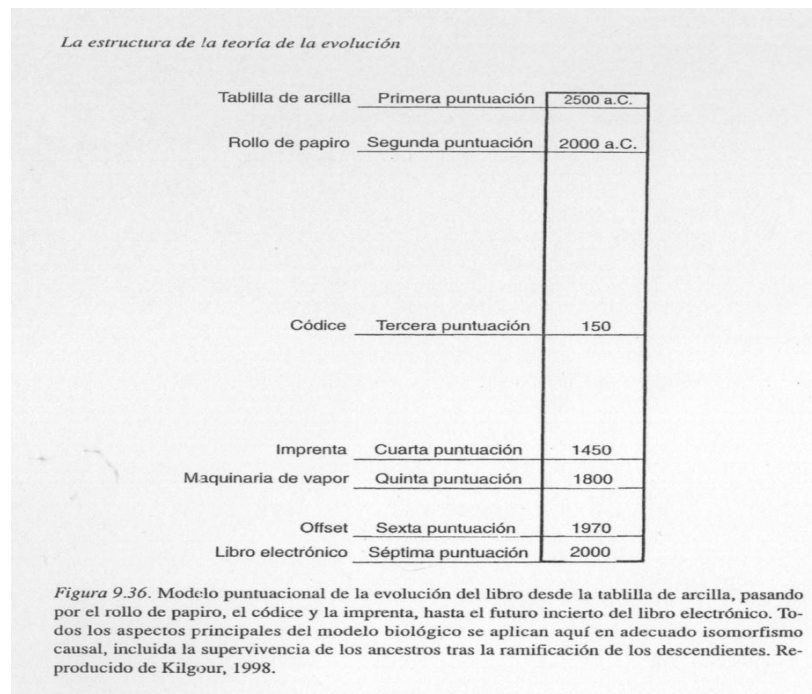 La estructura de la teoría de la evolución
Tablilla de arcilla Primera puntuación 2500 a.C.
Rollo de papiro Segunda puntuación 2000 a.C.
Códice Tercera puntuación 150
Imprenta Cuarta puntuación 1450
Maquinaria de vapor Quinta puntuación 1800
Offset Sexta puntuación 1970
Libro electrónico Séptima puntuación 2000
Figura 9.36. Modelo puntuacional de la evolución del libro desde la tablilla de arcilla, pasando
por el rollo de papiro, el códice y la imprenta, hasta el futuro incierto del libro electrónico. To-
dos los aspectos principales del modelo biológico se aplican aquí en adecuado isomorfismo
causal, incluida la supervivencia de los ancestros tras la ramificación de los descendientes. Re-
producido de Kilgour, 1998.